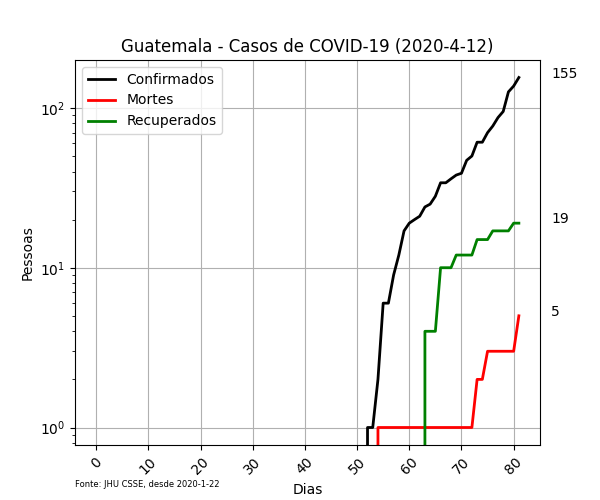 Guatemala - Casos de COVID-19 (2020-4-12)
Confirmados
Mortes
Recuperados
155
19
5
Pessoas
10²
10¹
10⁰
0
10
20
30
40
50
60
70
80
Fonte: JHU CSSE, desde 2020-1-22
Dias